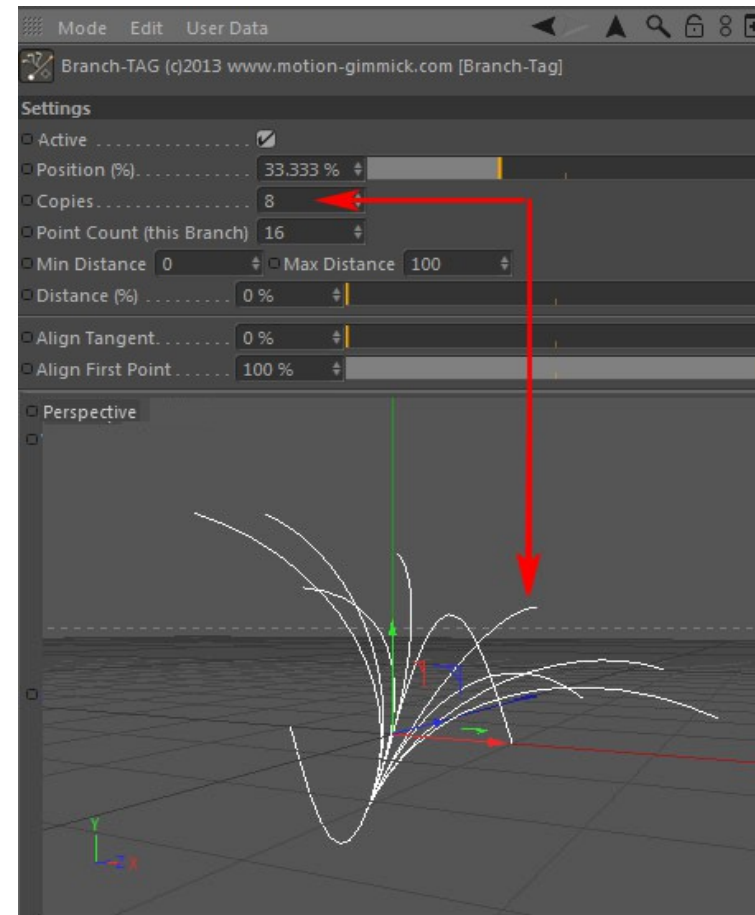 Mode Edit User Data
Branch-TAG (c)2013 www.motion-gimmick.com [Branch-Tag]
Settings
Active . . . . . . . . . . . . . . . .
Position (%). . . . . . . . . . . . 33.333 %
Copies. . . . . . . . . . . . . . . . 8
Point Count (this Branch) 16
Min Distance 0 Max Distance 100
Distance (%) . . . . . . . . . 0 %
Align Tangent. . . . . . . . 0 %
Align First Point . . . . . . 100 %
Perspective
Y
Z X